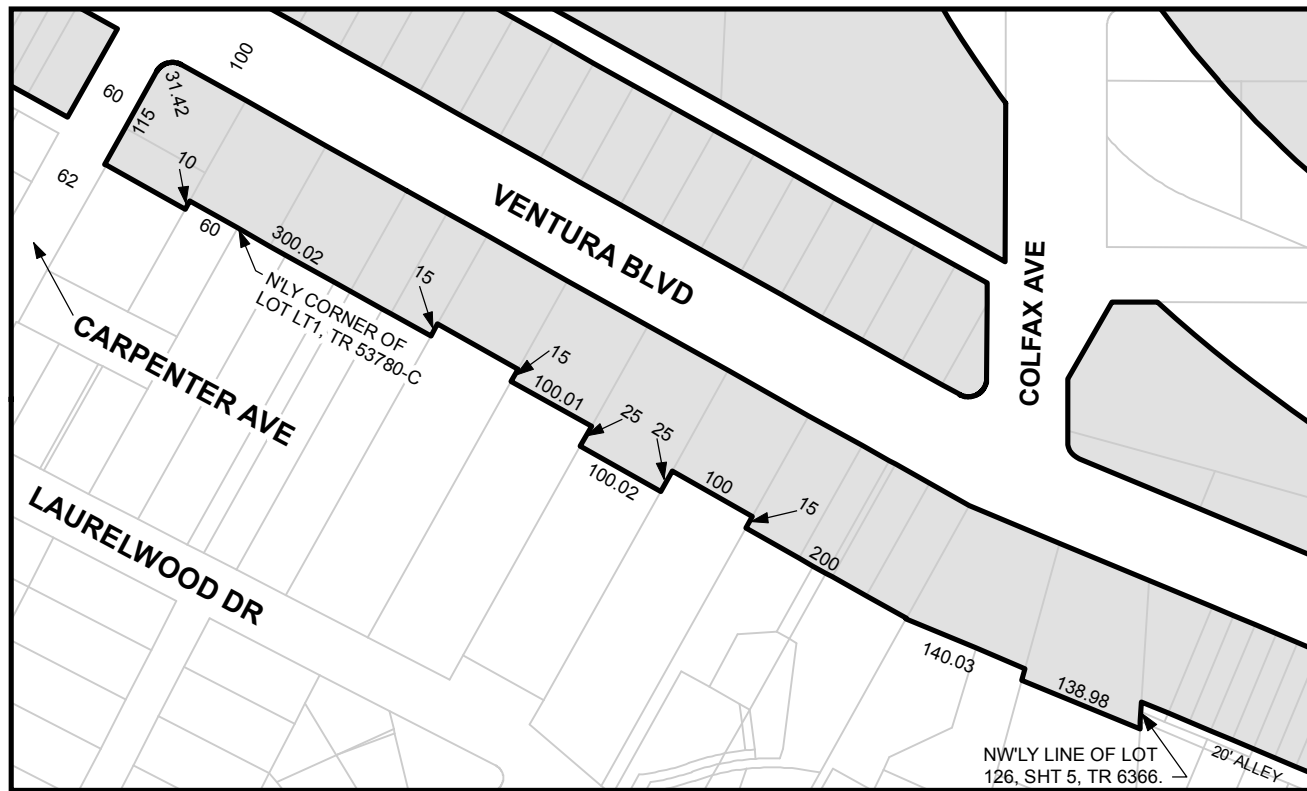 100
60
31.42
115
62
10
60
300.02
N'LY CORNER OF
LOT LT1, TR 53780-C
15
VENTURA BLVD
COLFAX AVE
CARPENTER AVE
15
100.01
25
25
100.02
100
15
200
LAURELWOOD DR
140.03
138.98
NW'LY LINE OF LOT
126, SHT 5, TR 6366.
20' ALLEY